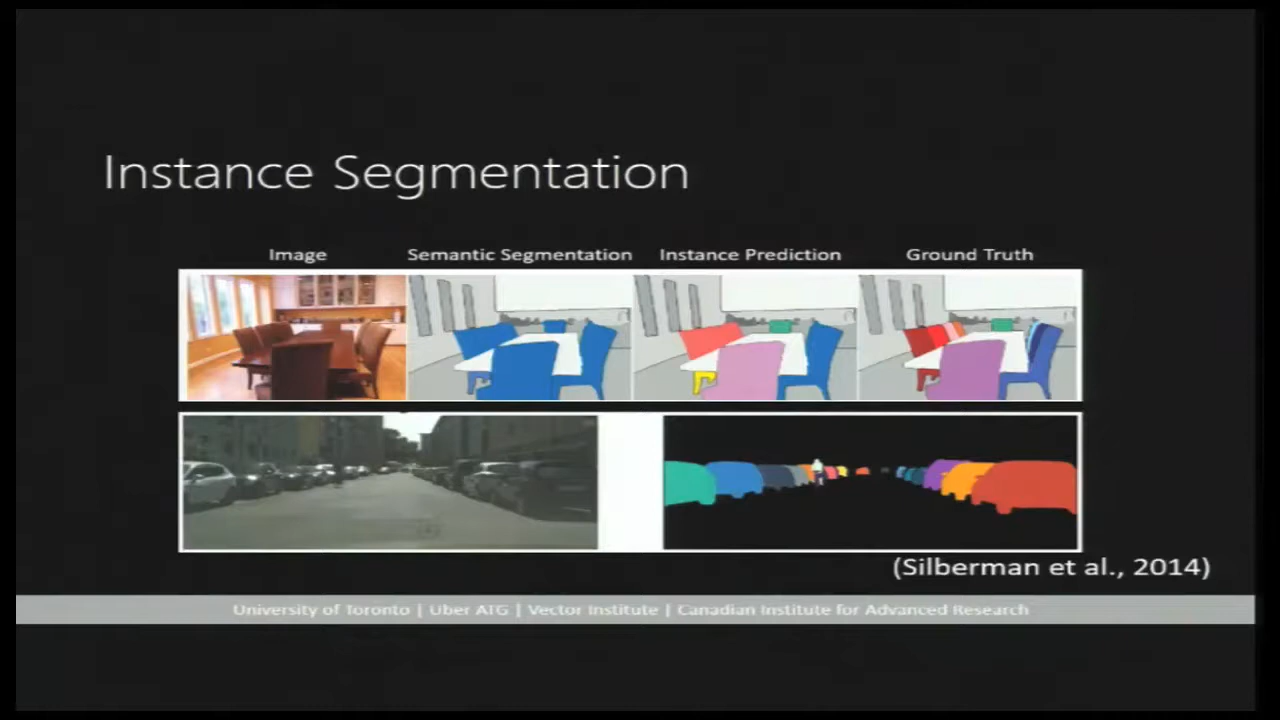 Instance Segmentation
Image
Semantic Segmentation
Instance Prediction
Ground Truth
(Silberman et al., 2014)
University of Toronto | Uber ATG | Vector Institute | Canadian Institute for Advanced Research